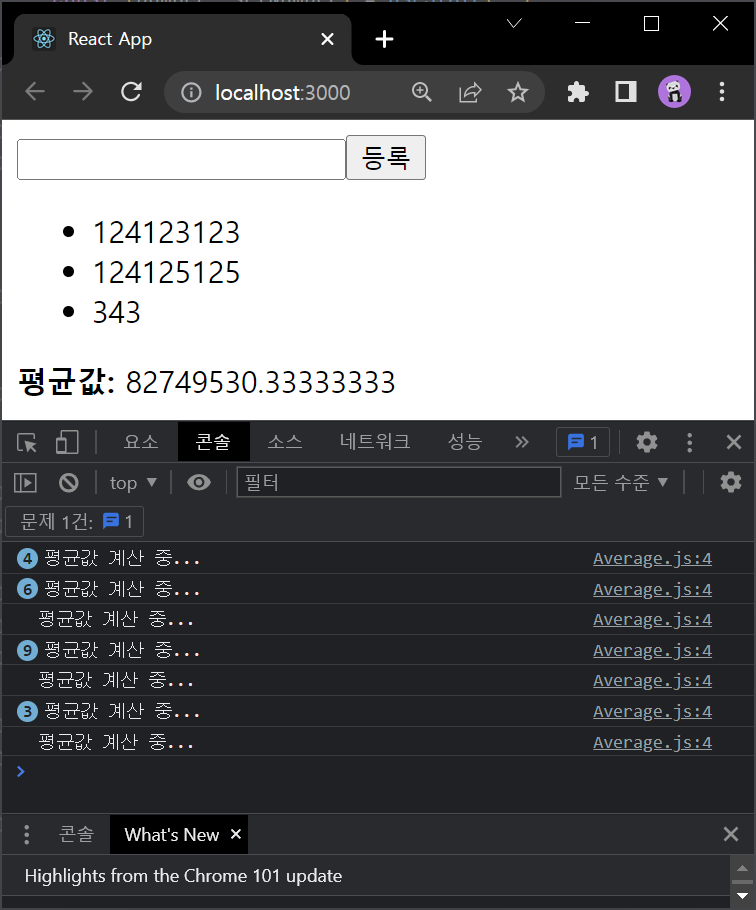 React App
localhost:3000
등록
124123123
124125125
343
평균값: 82749530.33333333
요소 콘솔 소스 네트워크 성능 » 1
top ▼ 필터 모든 수준 ▼
문제 1건: 1
4 평균값 계산 중... Average.js:4
6 평균값 계산 중... Average.js:4
평균값 계산 중... Average.js:4
9 평균값 계산 중... Average.js:4
평균값 계산 중... Average.js:4
3 평균값 계산 중... Average.js:4
평균값 계산 중... Average.js:4
콘솔 What's New
Highlights from the Chrome 101 update